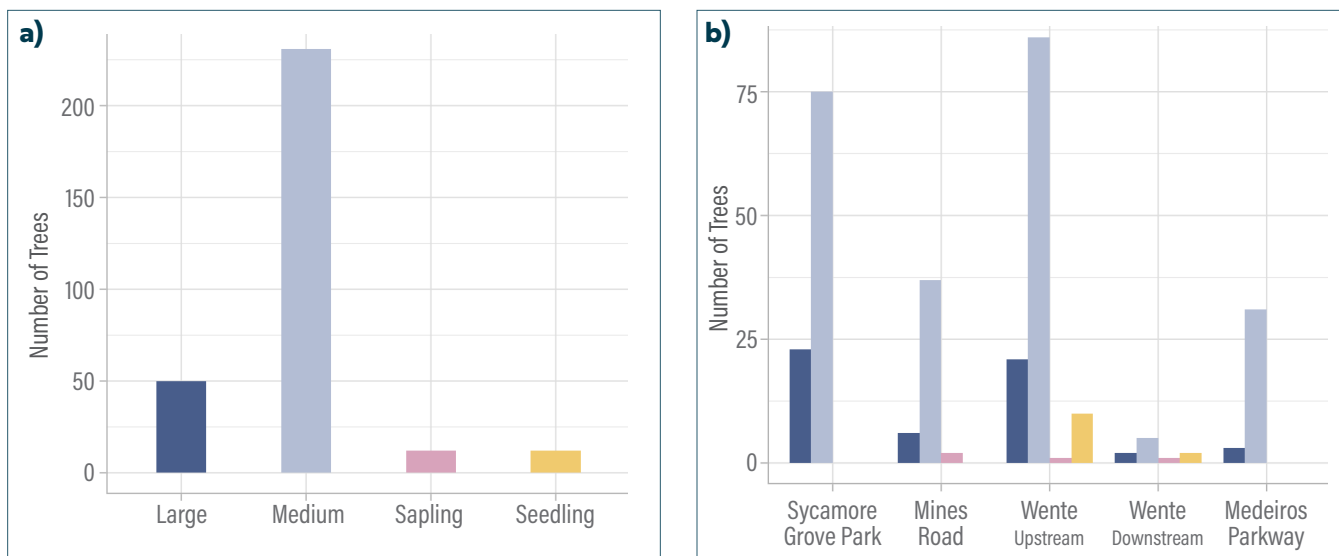 a)
Number of Trees
200
150
100
50
0
Large
Medium
Sapling
Seedling
b)
Number of Trees
75
50
25
0
Sycamore
Grove Park
Mines
Road
Wente
Upstream
Wente
Downstream
Medeiros
Parkway